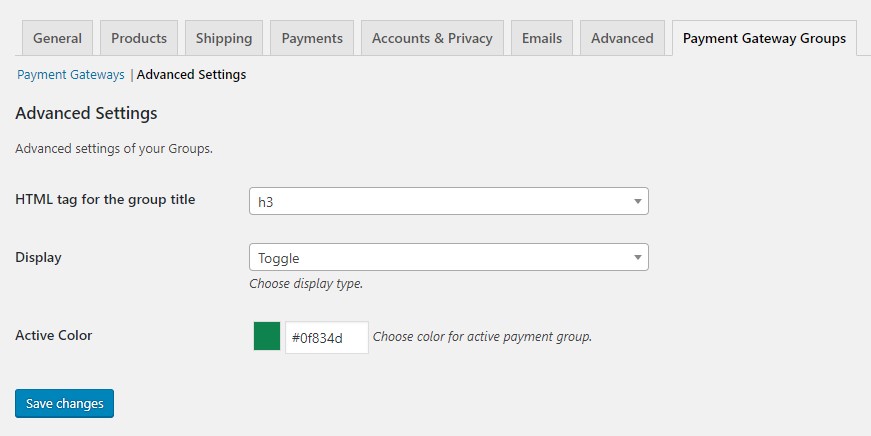 General Products Shipping Payments Accounts & Privacy Emails Advanced Payment Gateway Groups
Payment Gateways | Advanced Settings
Advanced Settings
Advanced settings of your Groups.
HTML tag for the group title h3
Display Toggle
Choose display type.
Active Color #0f834d Choose color for active payment group.
Save changes